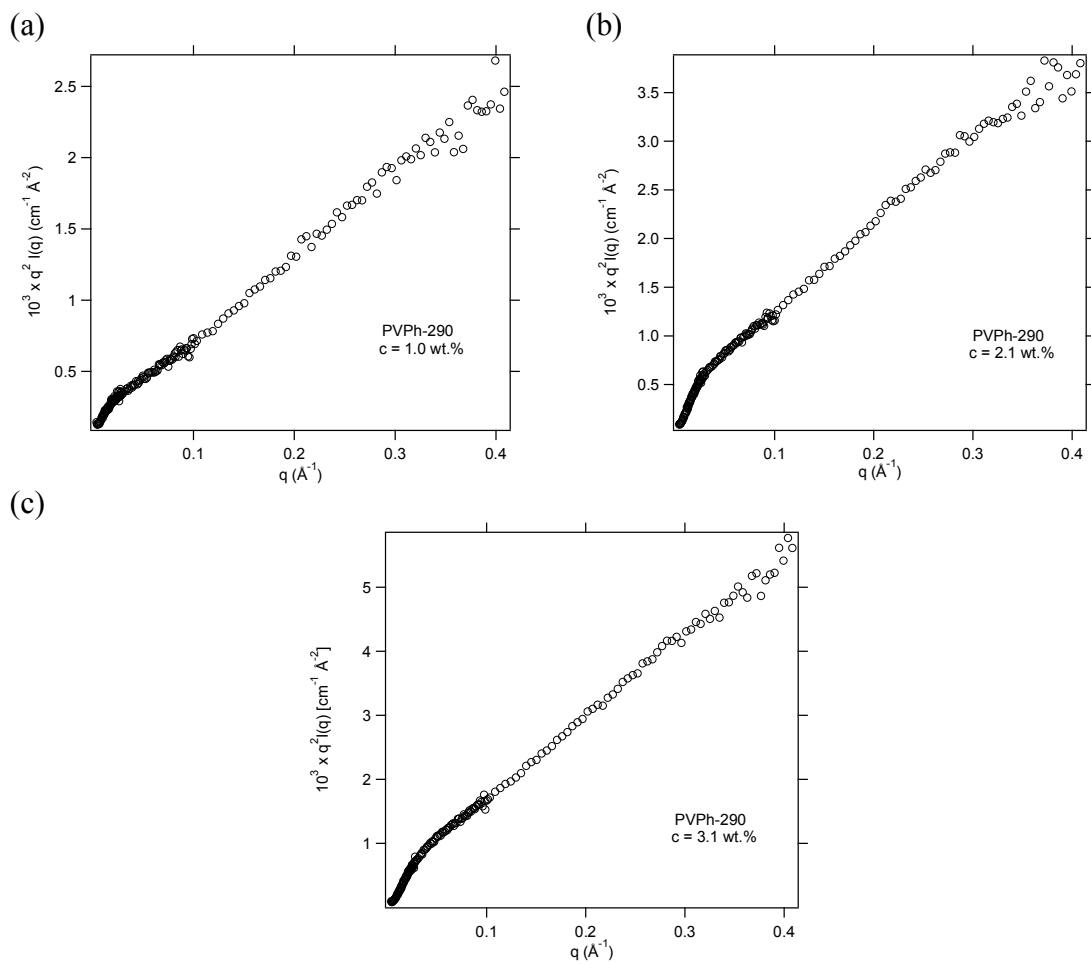 (a)
2.5
2
1.5
1
0.5
10³ x q² I(q) (cm⁻¹ Å⁻²)
PVPh-290
c = 1.0 wt.%
0.1 0.2 0.3 0.4
q (Å⁻¹)
(b)
3.5
3.0
2.5
2.0
1.5
1.0
0.5
10³ x q² I(q) (cm⁻¹ Å⁻²)
PVPh-290
c = 2.1 wt.%
0.1 0.2 0.3 0.4
q (Å⁻¹)
(c)
5
4
3
2
1
10³ x q²I(q) [cm⁻¹ Å⁻²]
PVPh-290
c = 3.1 wt.%
0.1 0.2 0.3 0.4
q (Å⁻¹)